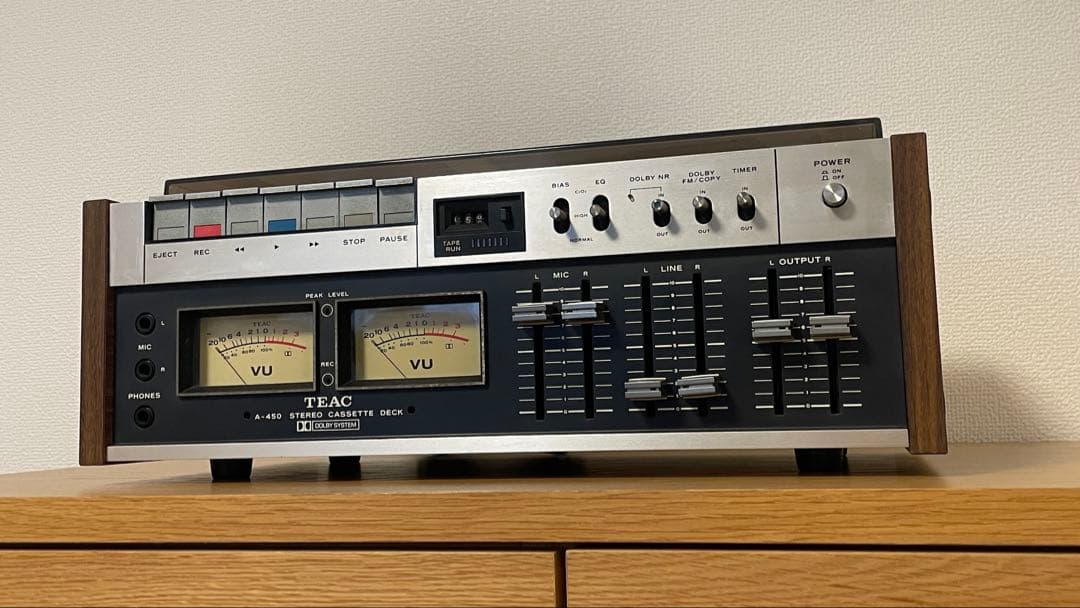 EJECT REC ◀◀ ▶ ▶▶ STOP PAUSE
TAPE
RUN
BIAS EQ
CrO2
HIGH
NORMAL
DOLBY NR
IN
OUT
DOLBY
FM/COPY
IN
OUT
TIMER
IN
OUT
POWER
ON
OFF
L
MIC
R
PHONES
PEAK LEVEL
REC
TEAC
VU
TEAC
VU
TEAC
A-450 STEREO CASSETTE DECK
DOLBY SYSTEM
L MIC R
L LINE R
L OUTPUT R